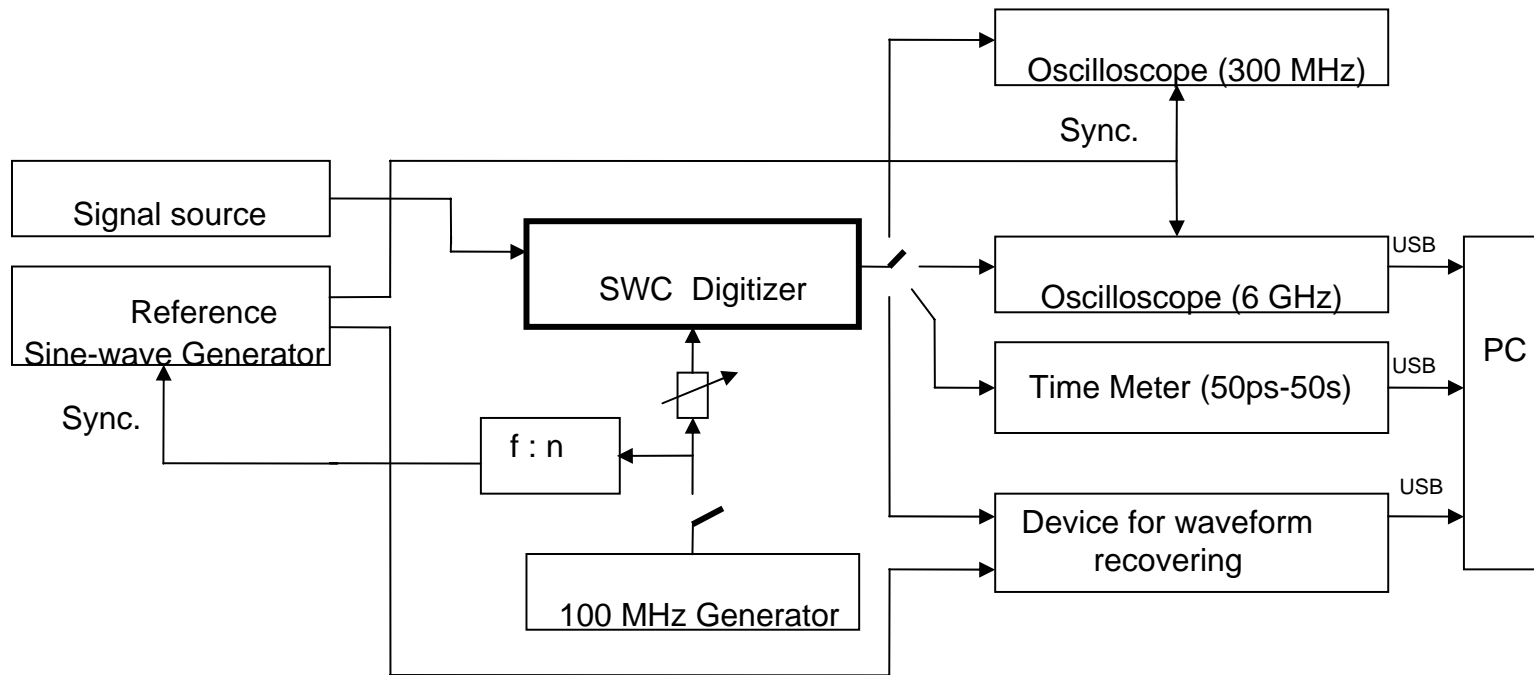 Oscilloscope (300 MHz)
Sync.
Signal source
USB
SWC Digitizer
Oscilloscope (6 GHz)
Reference
Sine-wave Generator
PC
USB
Time Meter (50ps-50s)
Sync.
f : n
USB
Device for waveform
recovering
100 MHz Generator